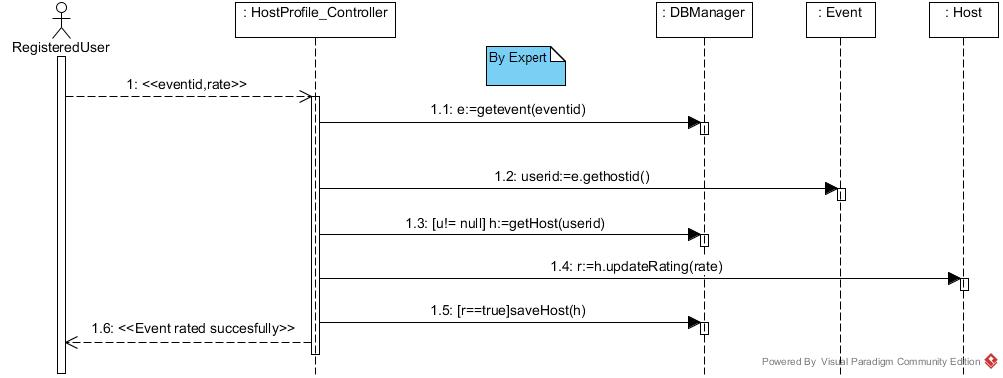 : HostProfile_Controller
: DBManager
: Event
: Host
RegisteredUser
By Expert
1: <<eventid,rate>>
1.1: e:=getevent(eventid)
1.2: userid:=e.gethostid()
1.3: [u!= null] h:=getHost(userid)
1.4: r:=h.updateRating(rate)
1.5: [r==true]saveHost(h)
1.6: <<Event rated succesfully>>
Powered By Visual Paradigm Community Edition